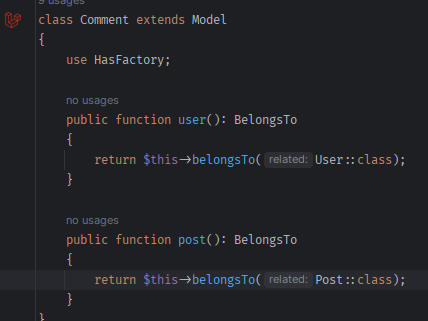 9 usages
class Comment extends Model
{
use HasFactory;
no usages
public function user(): BelongsTo
{
return $this->belongsTo( related: User::class);
}
no usages
public function post(): BelongsTo
{
return $this->belongsTo( related: Post::class);
}
}